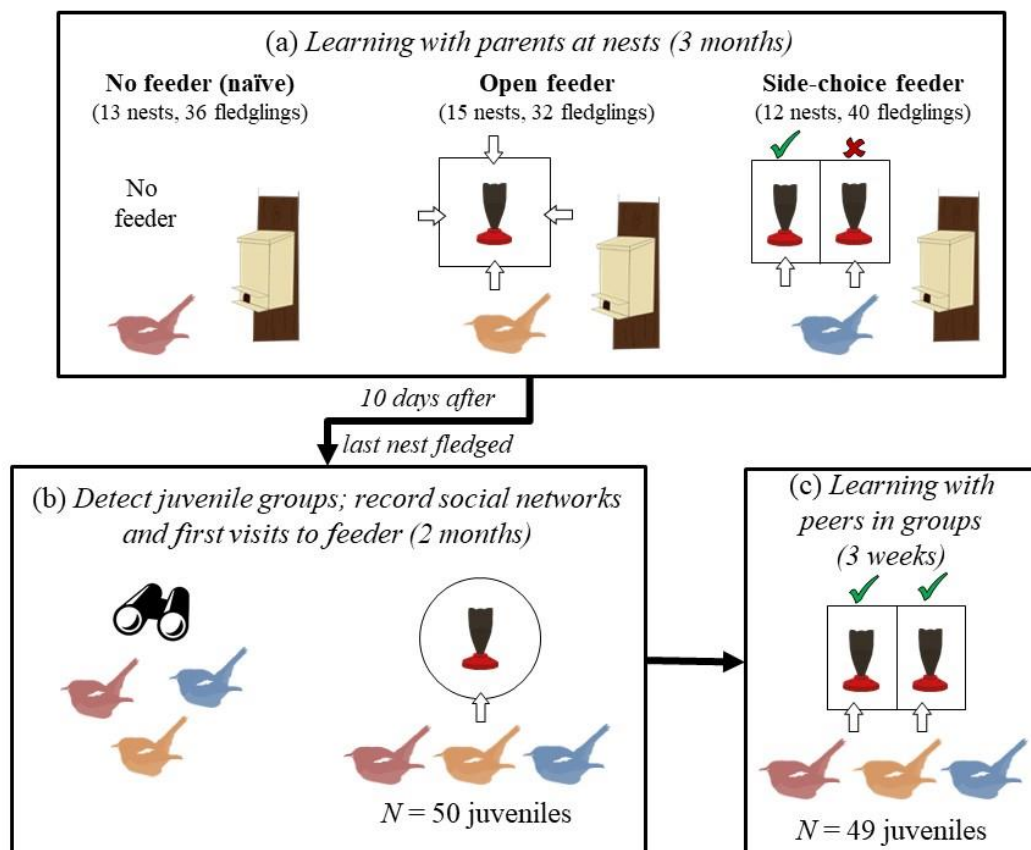 (a) Learning with parents at nests (3 months)
No feeder (naïve)
(13 nests, 36 fledglings)
Open feeder
(15 nests, 32 fledglings)
Side-choice feeder
(12 nests, 40 fledglings)
No
feeder
10 days after
last nest fledged
(b) Detect juvenile groups; record social networks
and first visits to feeder (2 months)
N = 50 juveniles
(c) Learning with
peers in groups
(3 weeks)
N = 49 juveniles